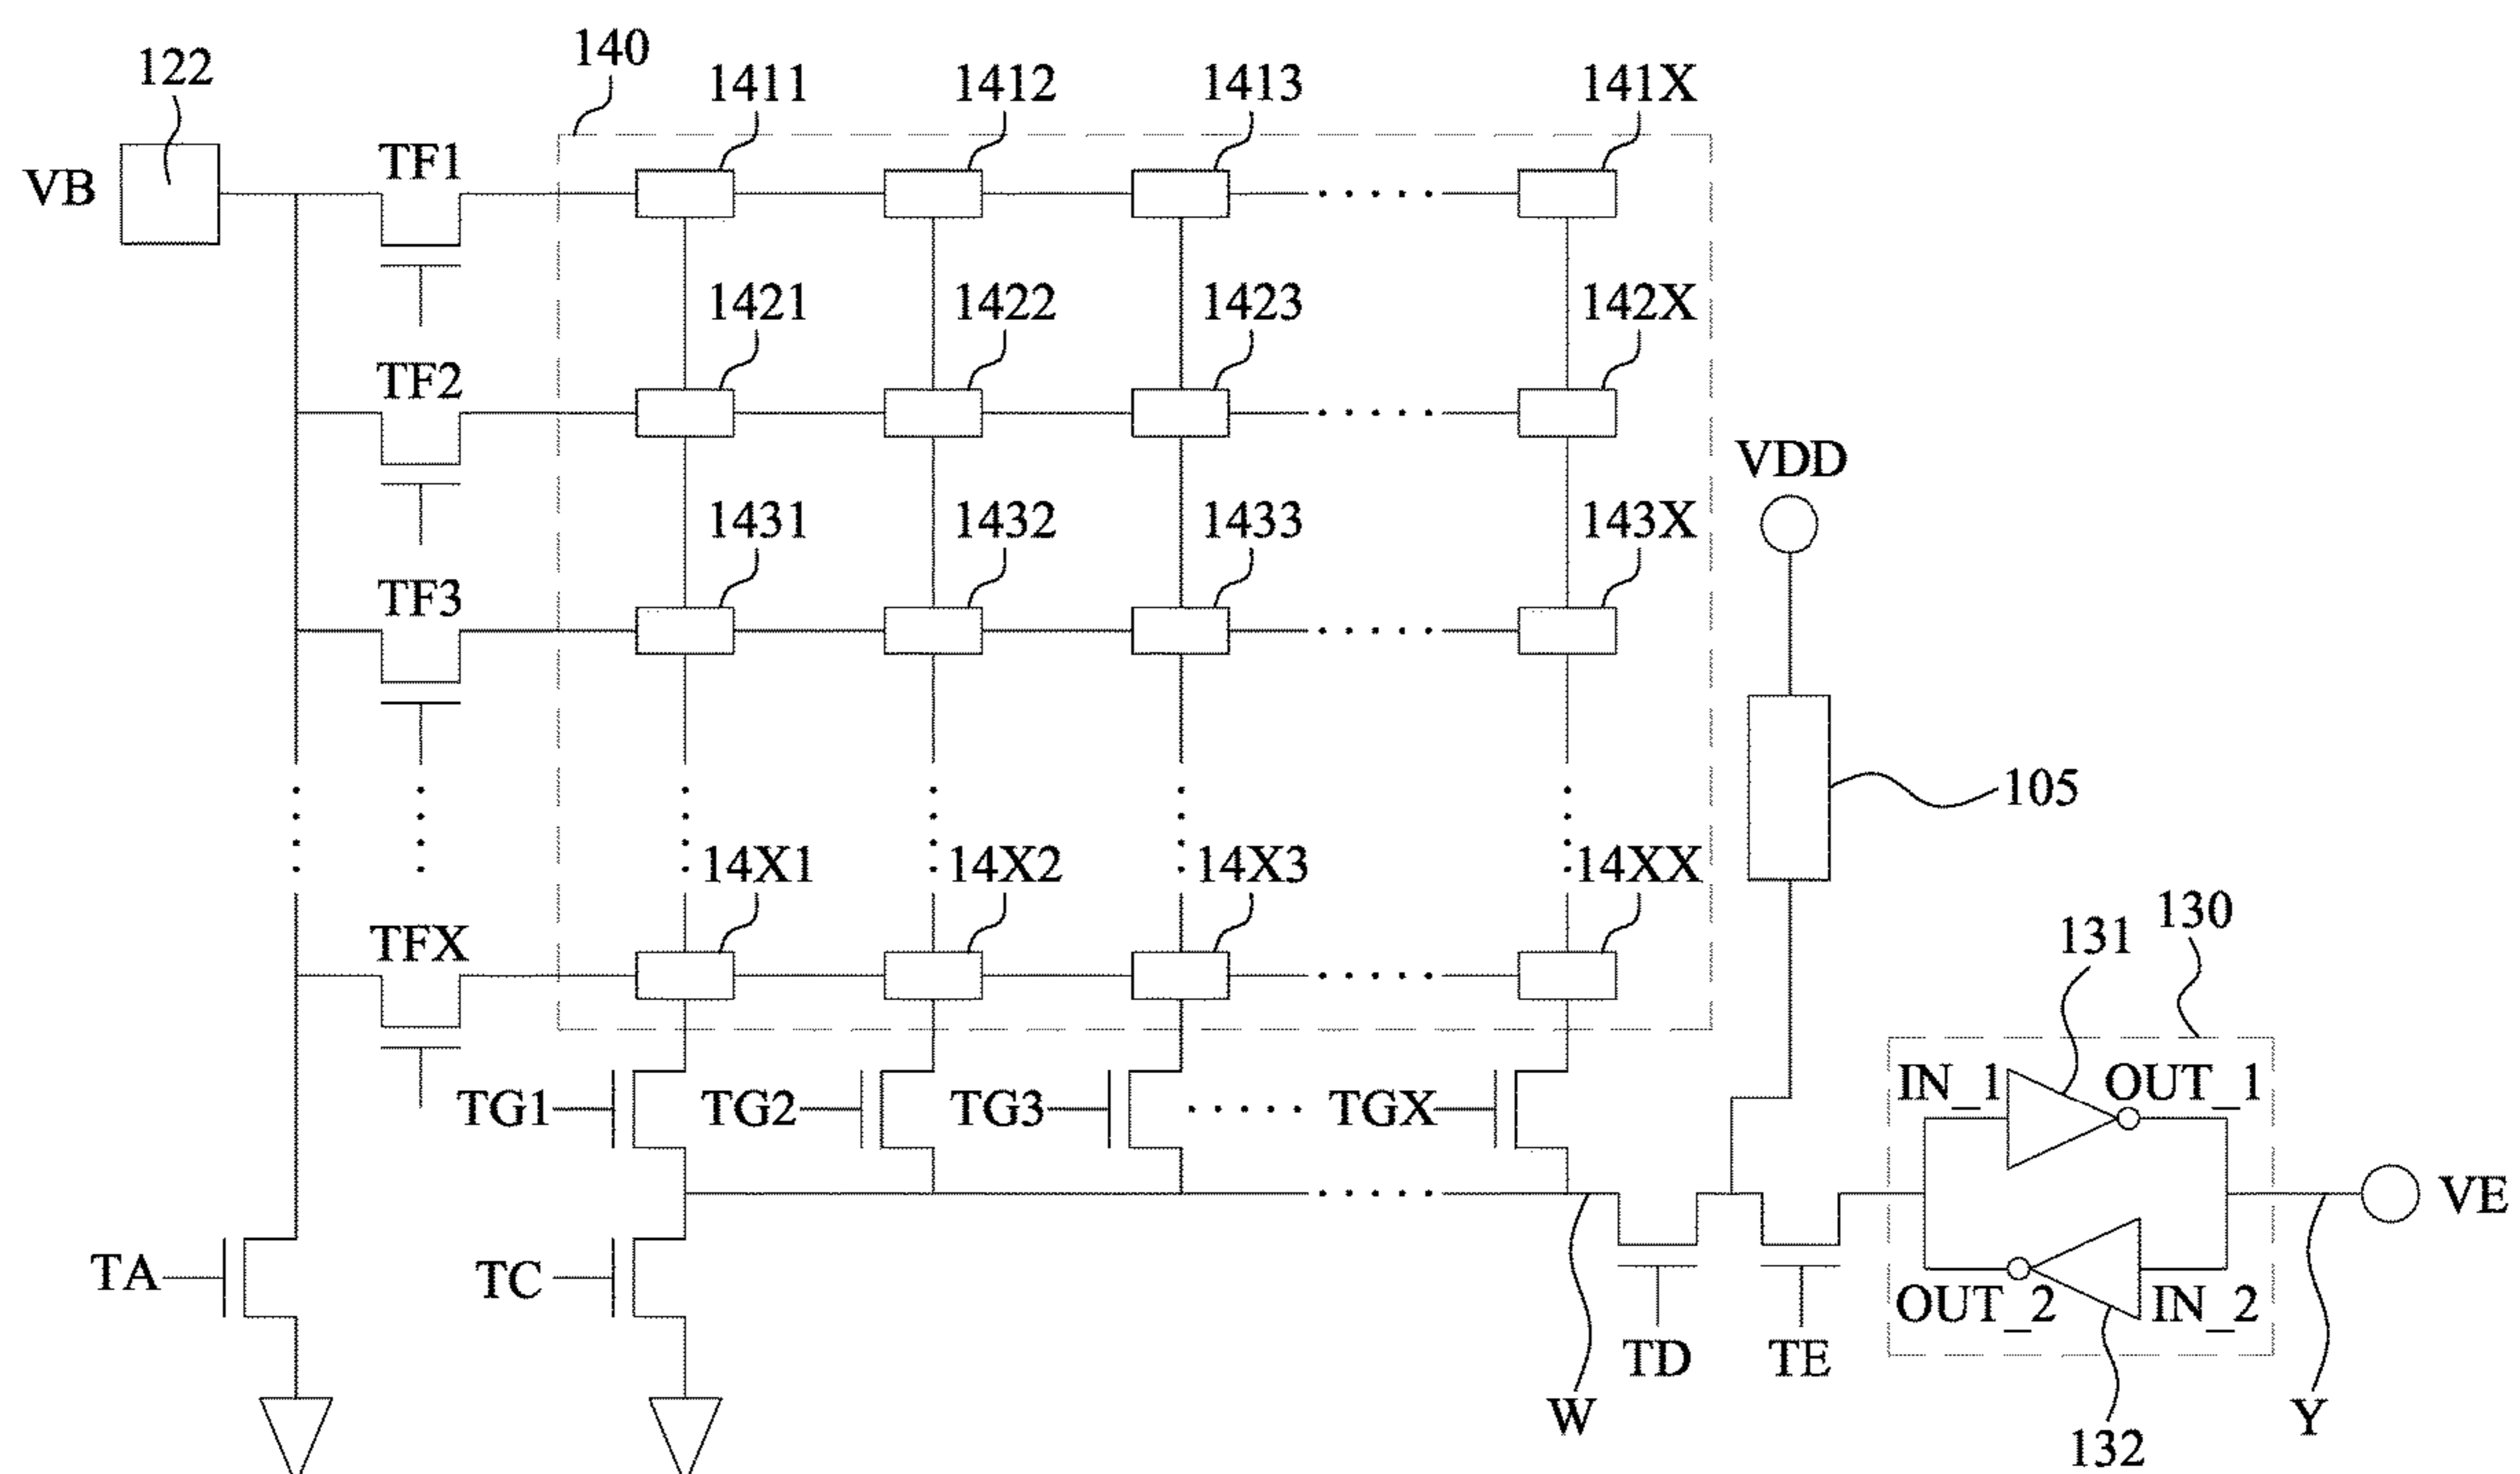 122
140
1411 1412 1413 141X
VB
TF1
1421 1422 1423 142X
TF2
VDD
1431 1432 1433 143X
TF3
105
14X1 14X2 14X3 14XX
130
131
TFX
IN_1 OUT_1
TG1 TG2 TG3 TGX
VE
TA TC
OUT_2 IN_2
TD TE
W Y
132